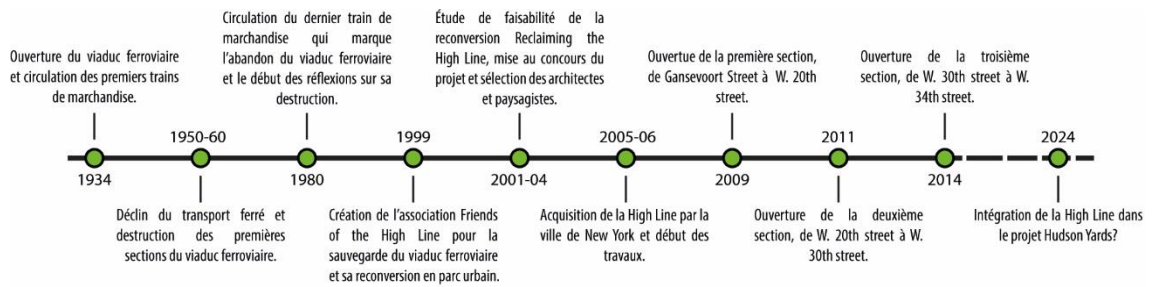 Ouverture du viaduc ferroviaire
et circulation des premiers trains
de marchandise.
1934
1950-60
Déclin du transport ferré et
destruction des premières
sections du viaduc ferroviaire.
Circulation du dernier train de
marchandise qui marque
l'abandon du viaduc ferroviaire
et le début des réflexions sur sa
destruction.
1980
1999
Création de l'association Friends
of the High Line pour la
sauvegarde du viaduc ferroviaire
et sa reconversion en parc urbain.
Étude de faisabilité de la
reconversion Reclaiming the
High Line, mise au concours du
projet et sélection des architectes
et paysagistes.
2001-04
2005-06
Acquisition de la High Line par la
ville de New York et début des
travaux.
Ouvertue de la première section,
de Gansevoort Street à W. 20th
street.
2009
2011
Ouverture de la deuxième
section, de W. 20th street à W.
30th street.
Ouverture de la troisième
section, de W. 30th street à W.
34th street.
2014
2024
Intégration de la High Line dans
le projet Hudson Yards?